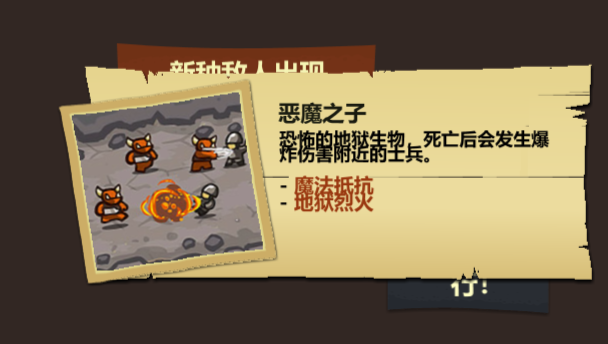 新种敌人出现
恶魔之子
恐怖的地狱生物，死亡后会发生爆
炸伤害附近的士兵。
- 魔法抵抗
- 地狱烈火
行！